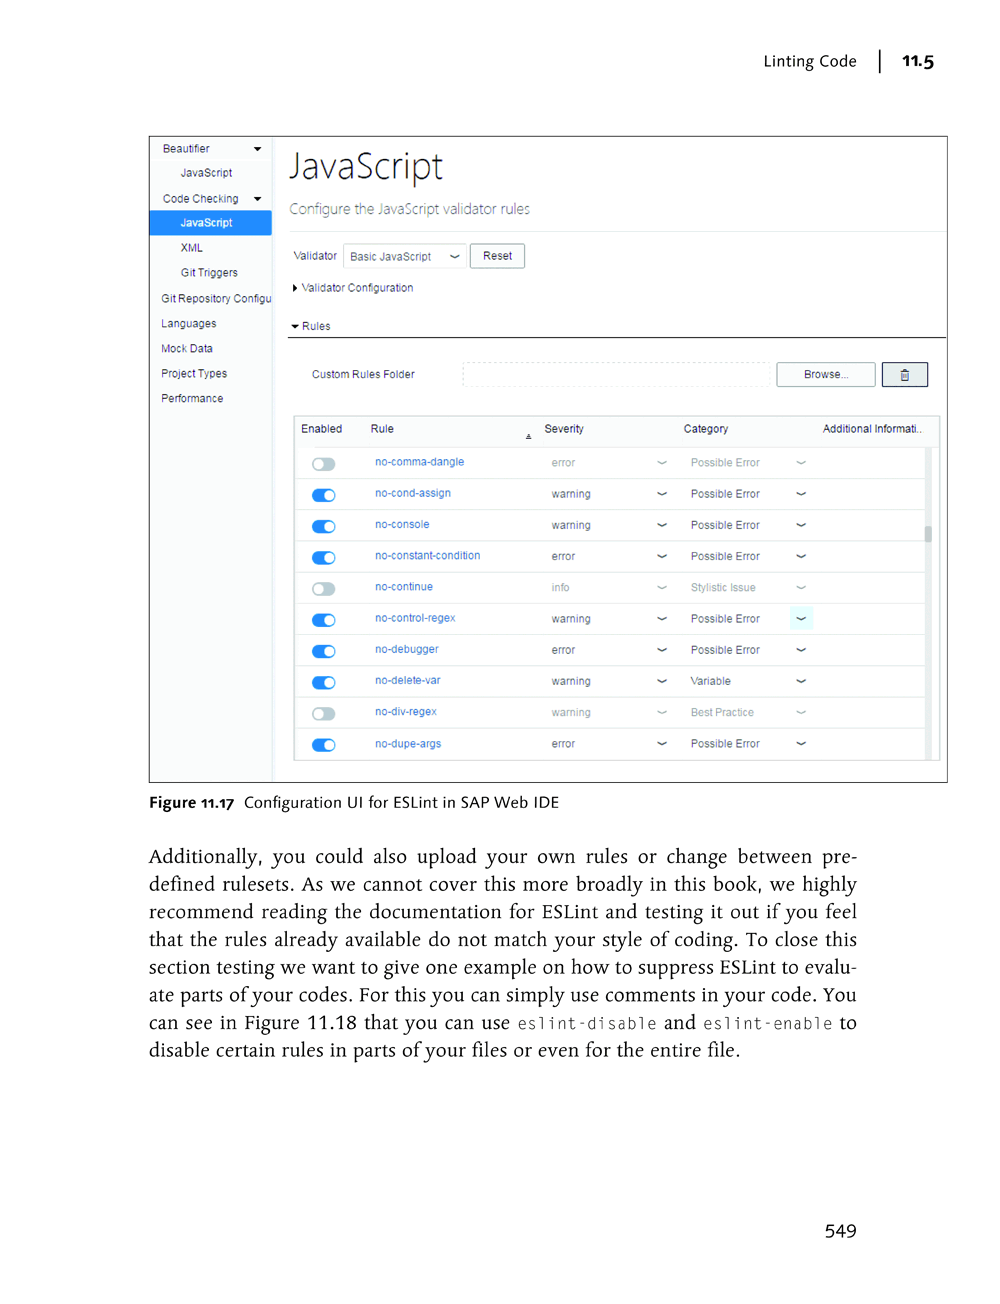 Linting Code | 11.5
Beautifier
JavaScript
Code Checking
JavaScript
XML
Git Triggers
Git Repository Configu
Languages
Mock Data
Project Types
Performance
JavaScript
Configure the JavaScript validator rules
Validator Basic JavaScript Reset
Validator Configuration
Rules
Custom Rules Folder Browse...
Enabled Rule Severity Category Additional Informati..
no-comma-dangle error Possible Error
no-cond-assign warning Possible Error
no-console warning Possible Error
no-constant-condition error Possible Error
no-continue info Stylistic Issue
no-control-regex warning Possible Error
no-debugger error Possible Error
no-delete-var warning Variable
no-div-regex warning Best Practice
no-dupe-args error Possible Error
Figure 11.17 Configuration UI for ESLint in SAP Web IDE
Additionally, you could also upload your own rules or change between pre-
defined rulesets. As we cannot cover this more broadly in this book, we highly
recommend reading the documentation for ESLint and testing it out if you feel
that the rules already available do not match your style of coding. To close this
section testing we want to give one example on how to suppress ESLint to evalu-
ate parts of your codes. For this you can simply use comments in your code. You
can see in Figure 11.18 that you can use eslint-disable and eslint-enable to
disable certain rules in parts of your files or even for the entire file.
549